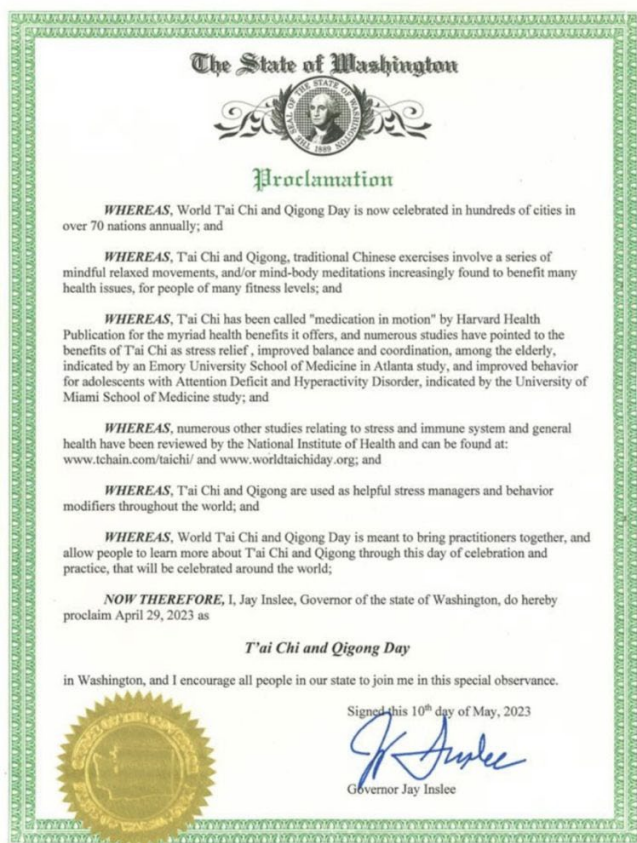 The State of Washington
THE SEAL OF THE STATE OF WASHINGTON
1889
Proclamation
WHEREAS, World T'ai Chi and Qigong Day is now celebrated in hundreds of cities in
over 70 nations annually; and
WHEREAS, T'ai Chi and Qigong, traditional Chinese exercises involve a series of
mindful relaxed movements, and/or mind-body meditations increasingly found to benefit many
health issues, for people of many fitness levels; and
WHEREAS, T'ai Chi has been called "medication in motion" by Harvard Health
Publication for the myriad health benefits it offers, and numerous studies have pointed to the
benefits of T'ai Chi as stress relief , improved balance and coordination, among the elderly,
indicated by an Emory University School of Medicine in Atlanta study, and improved behavior
for adolescents with Attention Deficit and Hyperactivity Disorder, indicated by the University of
Miami School of Medicine study; and
WHEREAS, numerous other studies relating to stress and immune system and general
health have been reviewed by the National Institute of Health and can be found at:
www.tchain.com/taichi/ and www.worldtaichiday.org; and
WHEREAS, T'ai Chi and Qigong are used as helpful stress managers and behavior
modifiers throughout the world; and
WHEREAS, World T'ai Chi and Qigong Day is meant to bring practitioners together, and
allow people to learn more about T'ai Chi and Qigong through this day of celebration and
practice, that will be celebrated around the world;
NOW THEREFORE, I, Jay Inslee, Governor of the state of Washington, do hereby
proclaim April 29, 2023 as
T'ai Chi and Qigong Day
in Washington, and I encourage all people in our state to join me in this special observance.
Signed this 10th day of May, 2023
Jay Inslee
Governor Jay Inslee